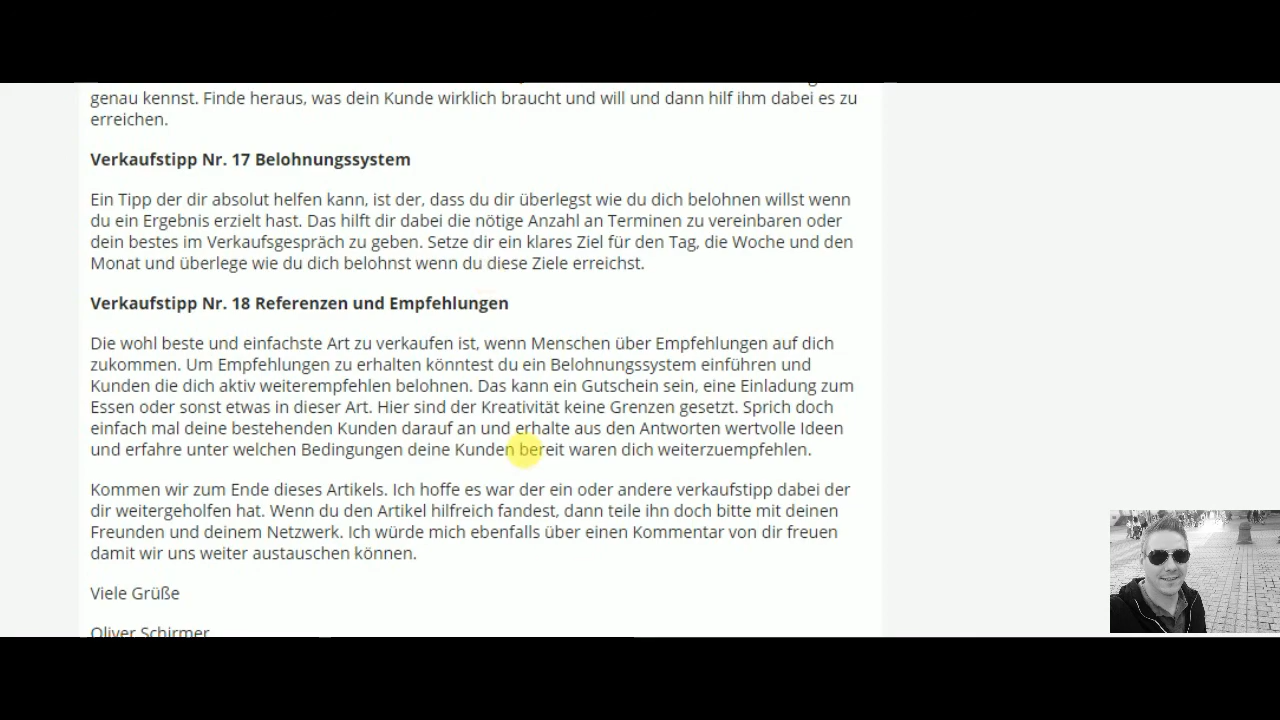 genau kennst. Finde heraus, was dein Kunde wirklich braucht und will und dann hilf ihm dabei es zu
erreichen.
Verkaufstipp Nr. 17 Belohnungssystem
Ein Tipp der dir absolut helfen kann, ist der, dass du dir überlegst wie du dich belohnen willst wenn
du ein Ergebnis erzielt hast. Das hilft dir dabei die nötige Anzahl an Terminen zu vereinbaren oder
dein bestes im Verkaufsgespräch zu geben. Setze dir ein klares Ziel für den Tag, die Woche und den
Monat und überlege wie du dich belohnst wenn du diese Ziele erreichst.
Verkaufstipp Nr. 18 Referenzen und Empfehlungen
Die wohl beste und einfachste Art zu verkaufen ist, wenn Menschen über Empfehlungen auf dich
zukommen. Um Empfehlungen zu erhalten könntest du ein Belohnungssystem einführen und
Kunden die dich aktiv weiterempfehlen belohnen. Das kann ein Gutschein sein, eine Einladung zum
Essen oder sonst etwas in dieser Art. Hier sind der Kreativität keine Grenzen gesetzt. Sprich doch
einfach mal deine bestehenden Kunden darauf an und erhalte aus den Antworten wertvolle Ideen
und erfahre unter welchen Bedingungen deine Kunden bereit waren dich weiterzuempfehlen.
Kommen wir zum Ende dieses Artikels. Ich hoffe es war der ein oder andere verkaufstipp dabei der
dir weitergeholfen hat. Wenn du den Artikel hilfreich fandest, dann teile ihn doch bitte mit deinen
Freunden und deinem Netzwerk. Ich würde mich ebenfalls über einen Kommentar von dir freuen
damit wir uns weiter austauschen können.
Viele Grüße
Oliver Schirmer